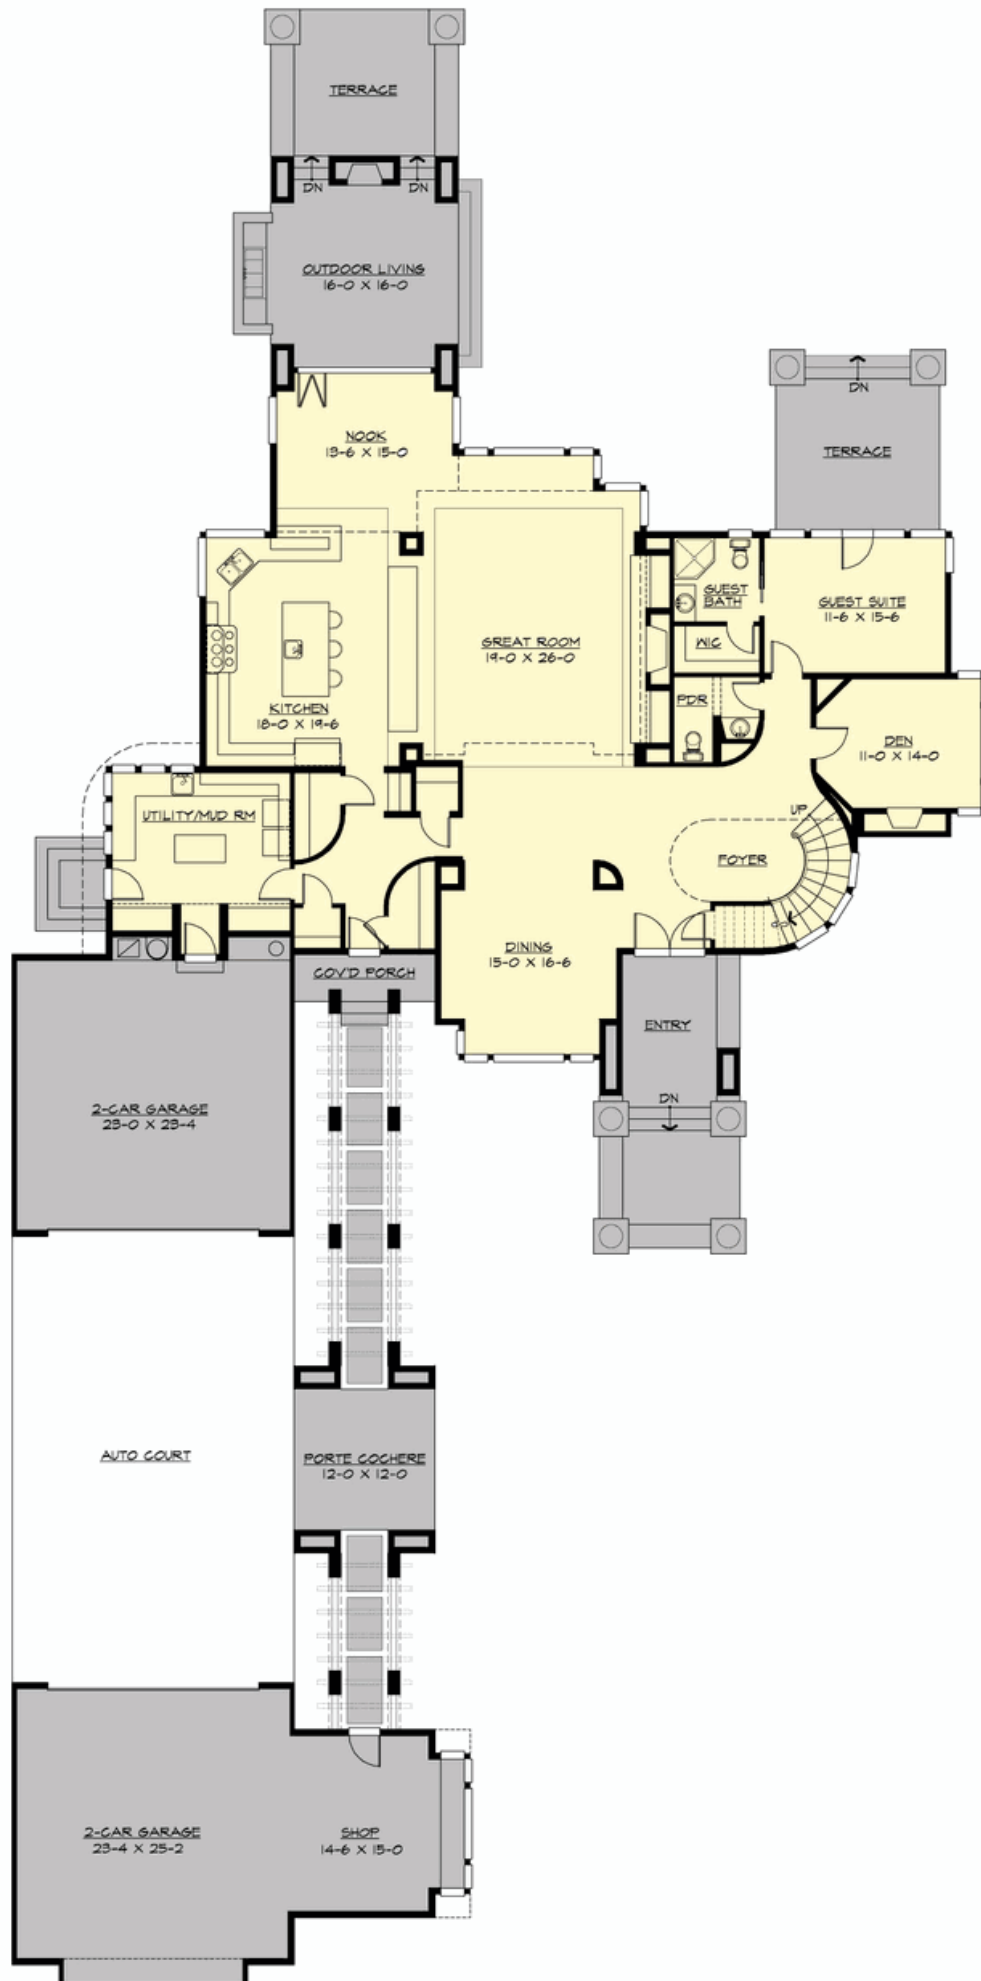 TERRACE
DN
DN
OUTDOOR LIVING
16-0 X 16-0
DN
TERRACE
NOOK
13-6 X 15-0
GUEST
BATH
GUEST SUITE
11-6 X 15-6
GREAT ROOM
19-0 X 26-0
WIC
KITCHEN
18-0 X 19-6
PDR
DEN
11-0 X 14-0
UTILITY/MUD RM
UP
FOYER
DINING
15-0 X 16-6
COV'D PORCH
ENTRY
DN
2-CAR GARAGE
23-0 X 23-4
AUTO COURT
PORTE COCHERE
12-0 X 12-0
2-CAR GARAGE
23-4 X 25-2
SHOP
14-6 X 15-0